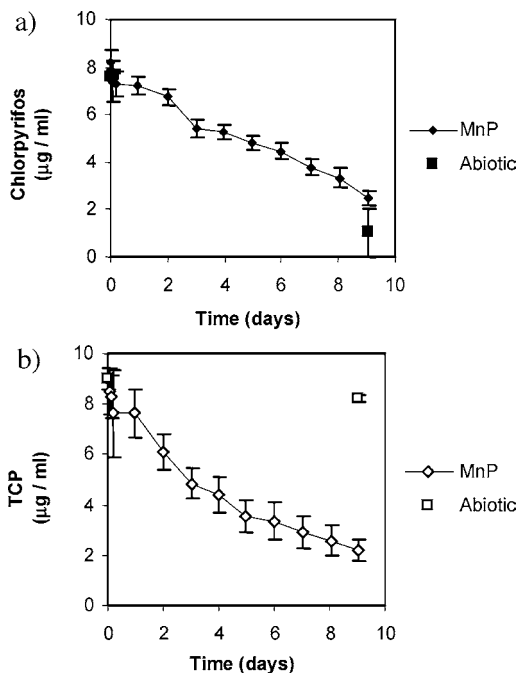 a)
10
8
6
4
2
0
Chlorpyrifos
(µg / ml)
0 2 4 6 8 10
Time (days)
MnP
Abiotic
b)
10
8
6
4
2
0
TCP
(µg / ml)
0 2 4 6 8 10
Time (days)
MnP
Abiotic